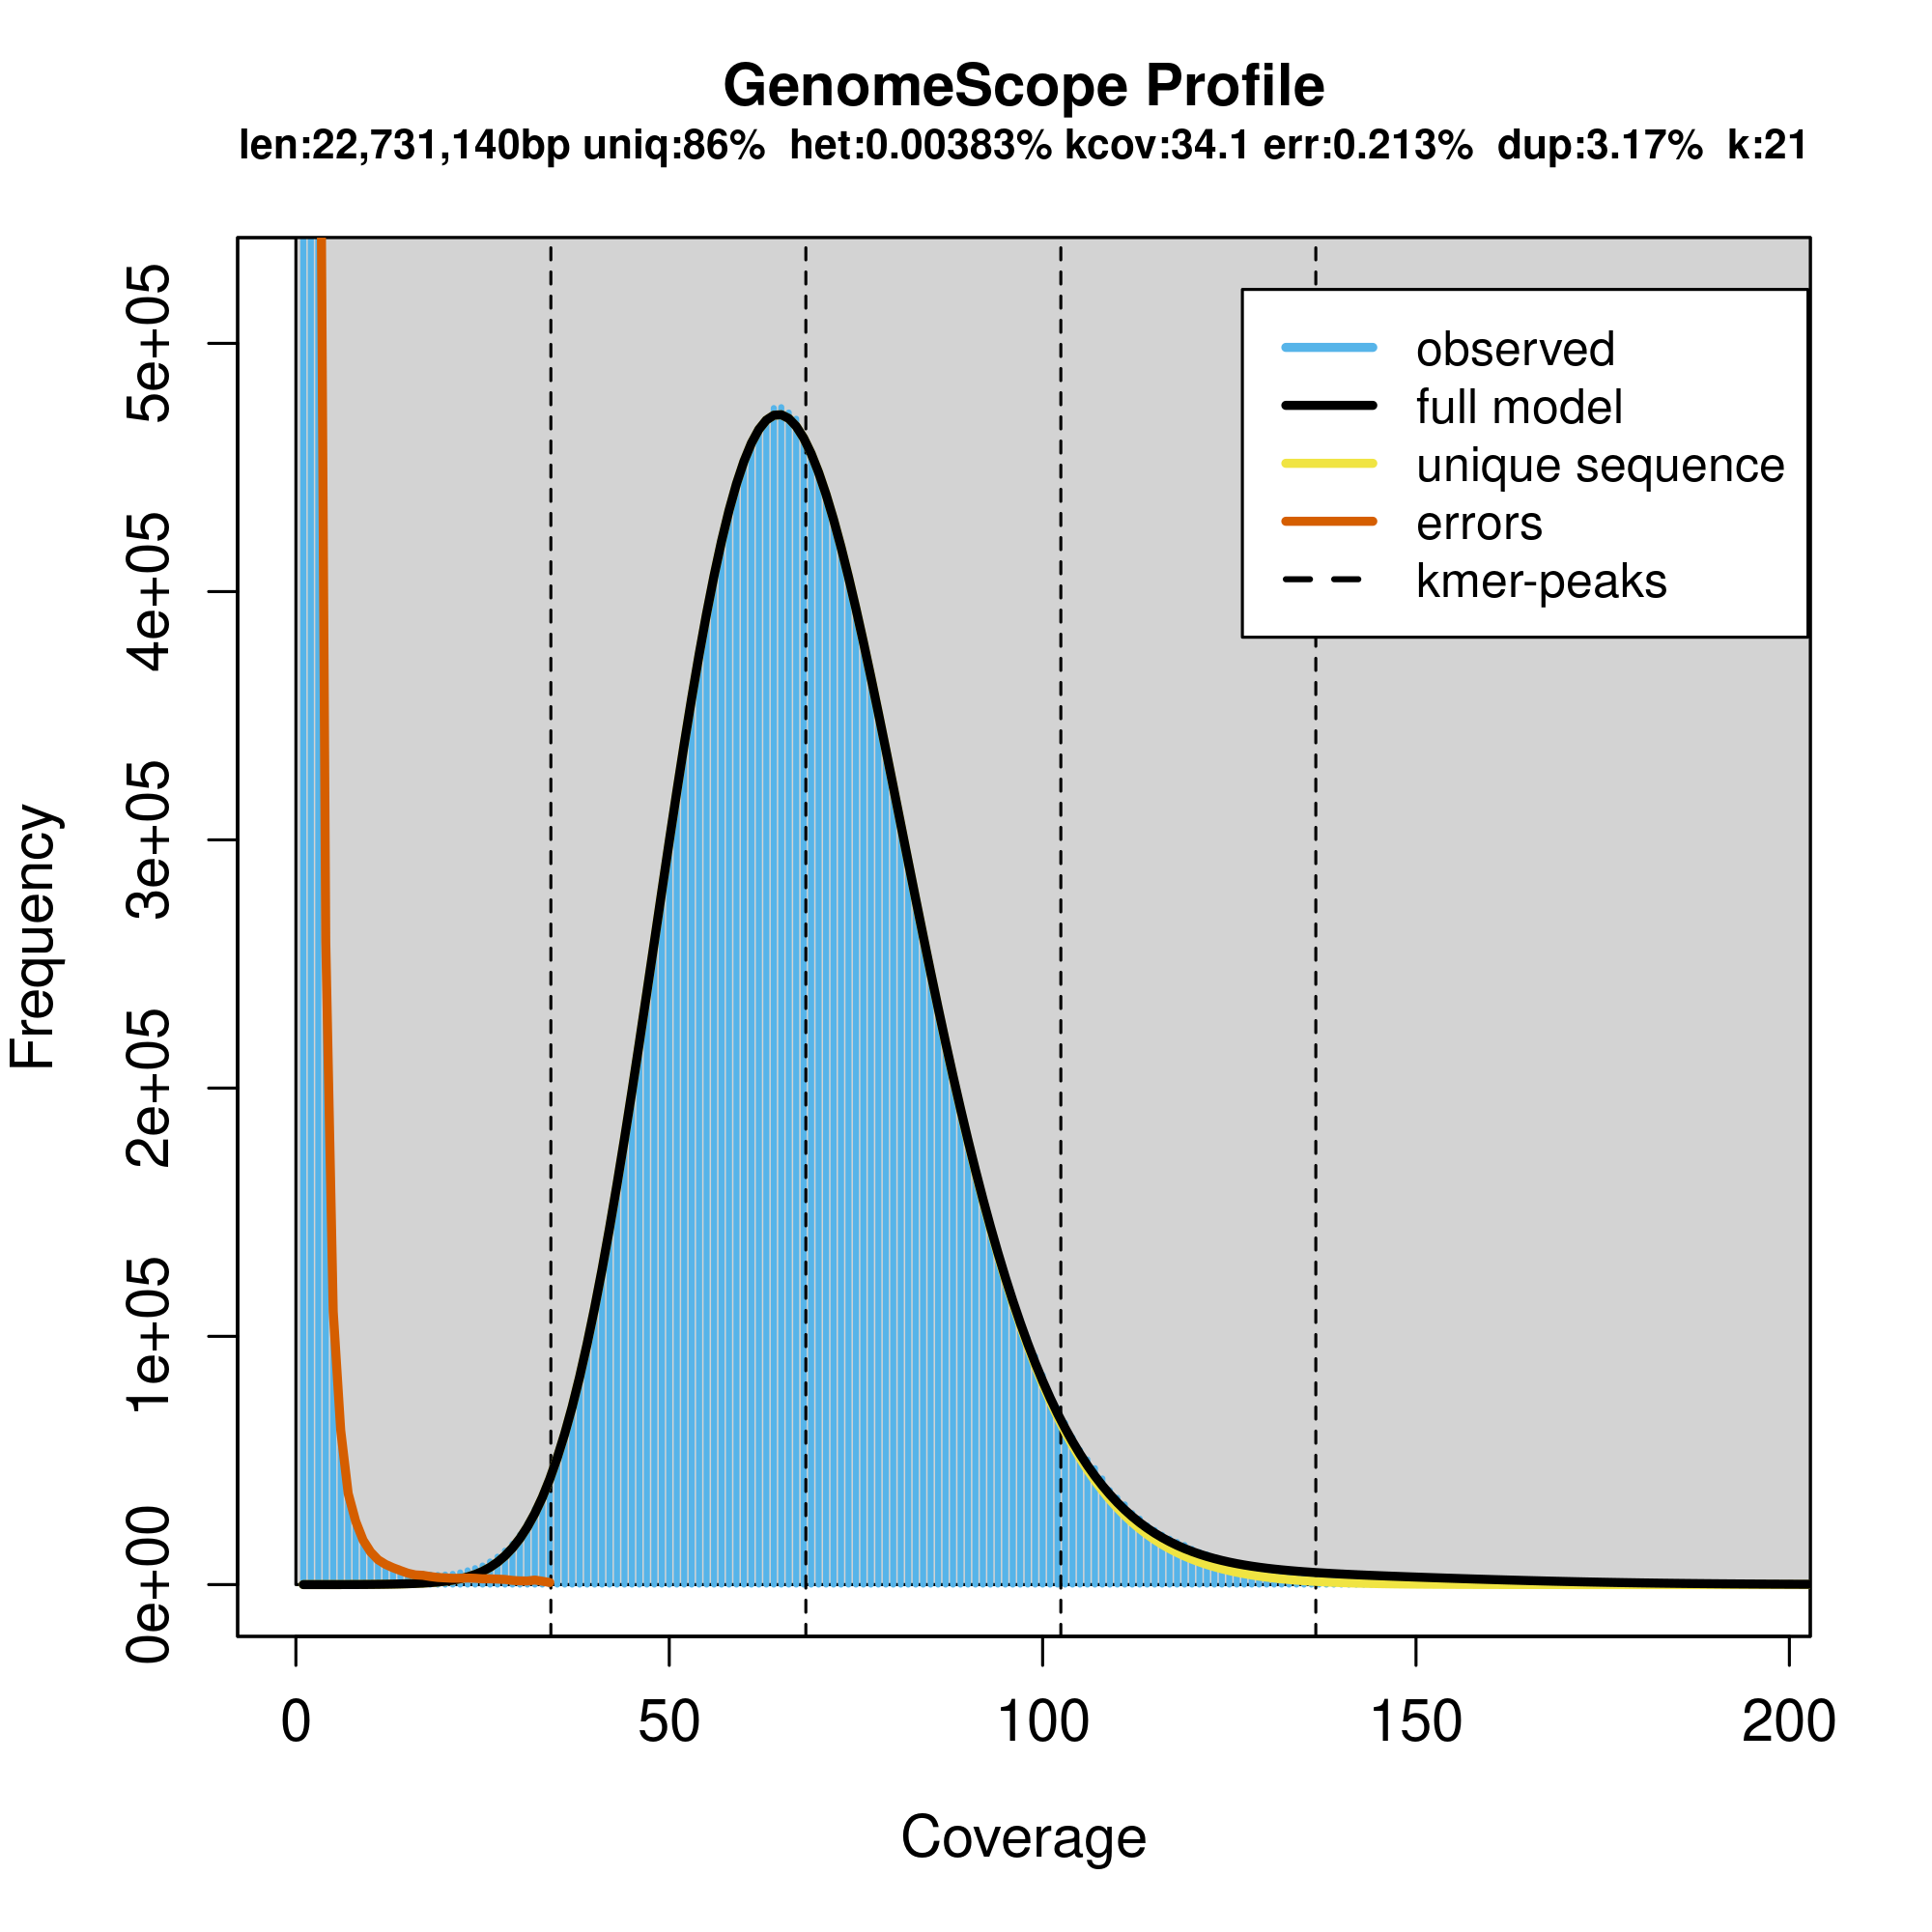 GenomeScope Profile
len:22,731,140bp uniq:86% het:0.00383% kcov:34.1 err:0.213% dup:3.17% k:21
observed
full model
unique sequence
errors
kmer-peaks
5e+05
4e+05
3e+05
2e+05
1e+05
0e+00
Frequency
0 50 100 150 200
Coverage